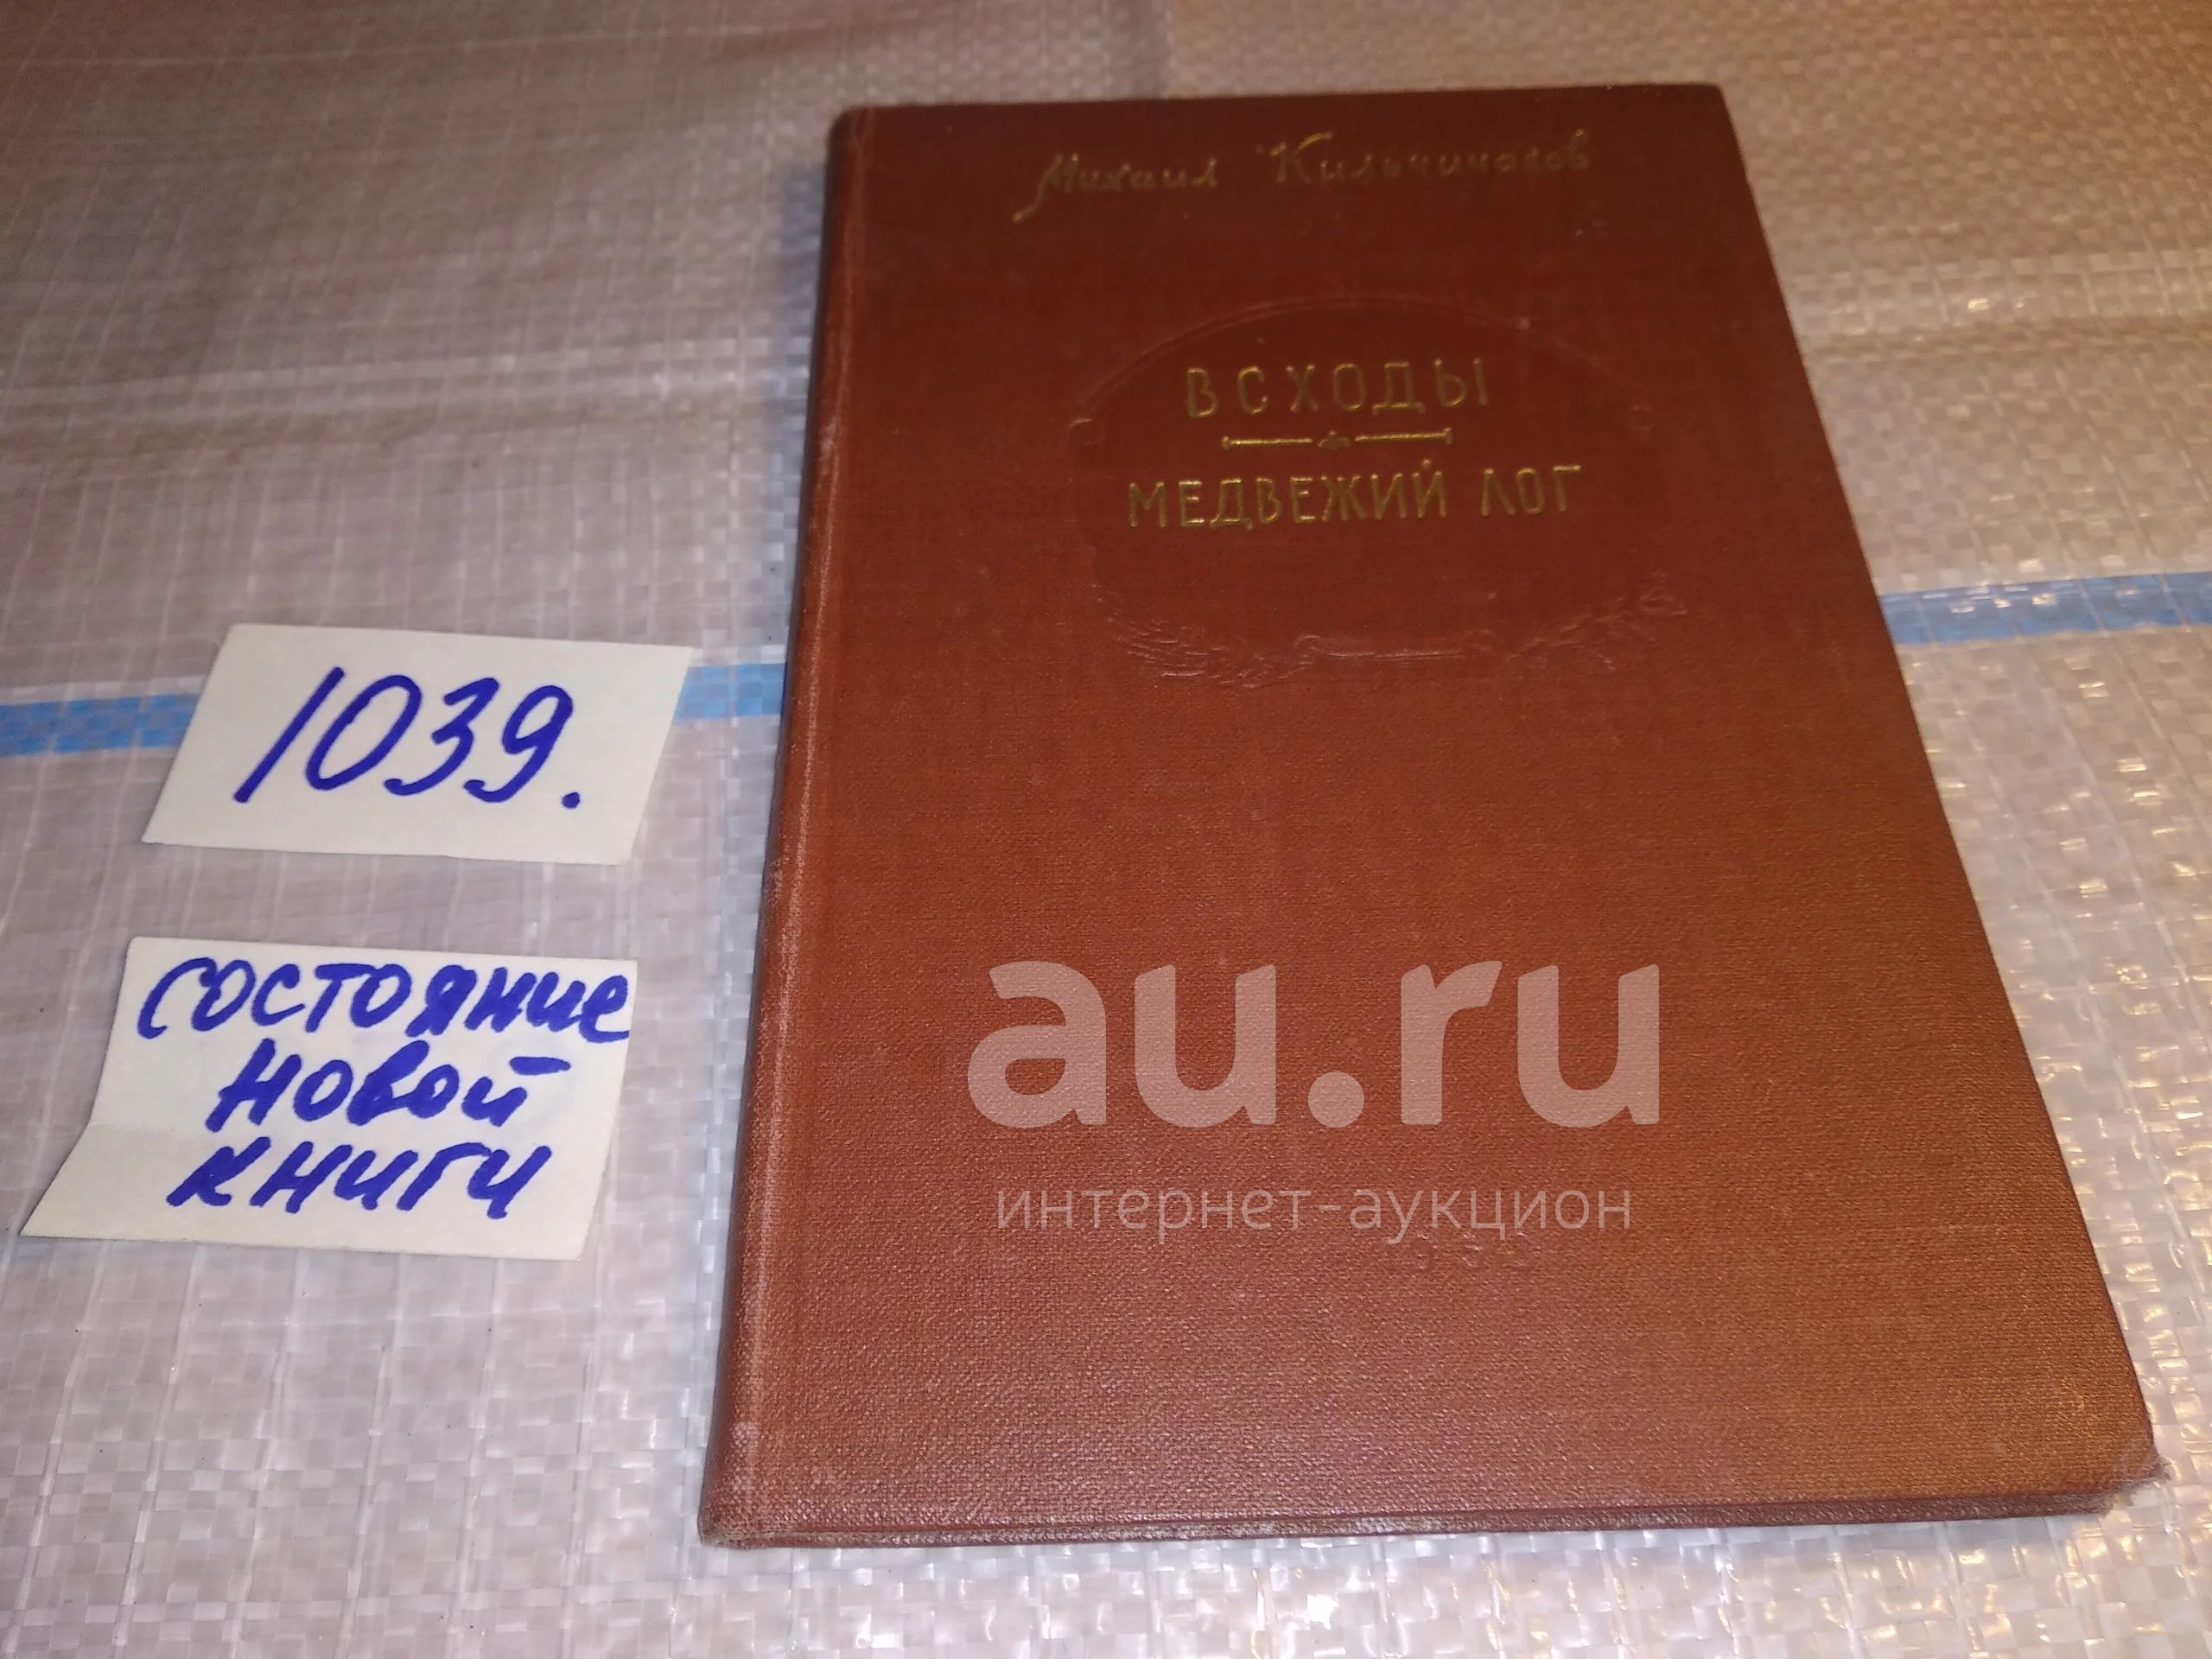 Михаил Кильчичаков
ВСХОДЫ
МЕДВЕЖИЙ ЛОГ
1039.
СОСТОЯНИЕ
НОВОЙ
КНИГИ
au.ru
интернет-аукцион